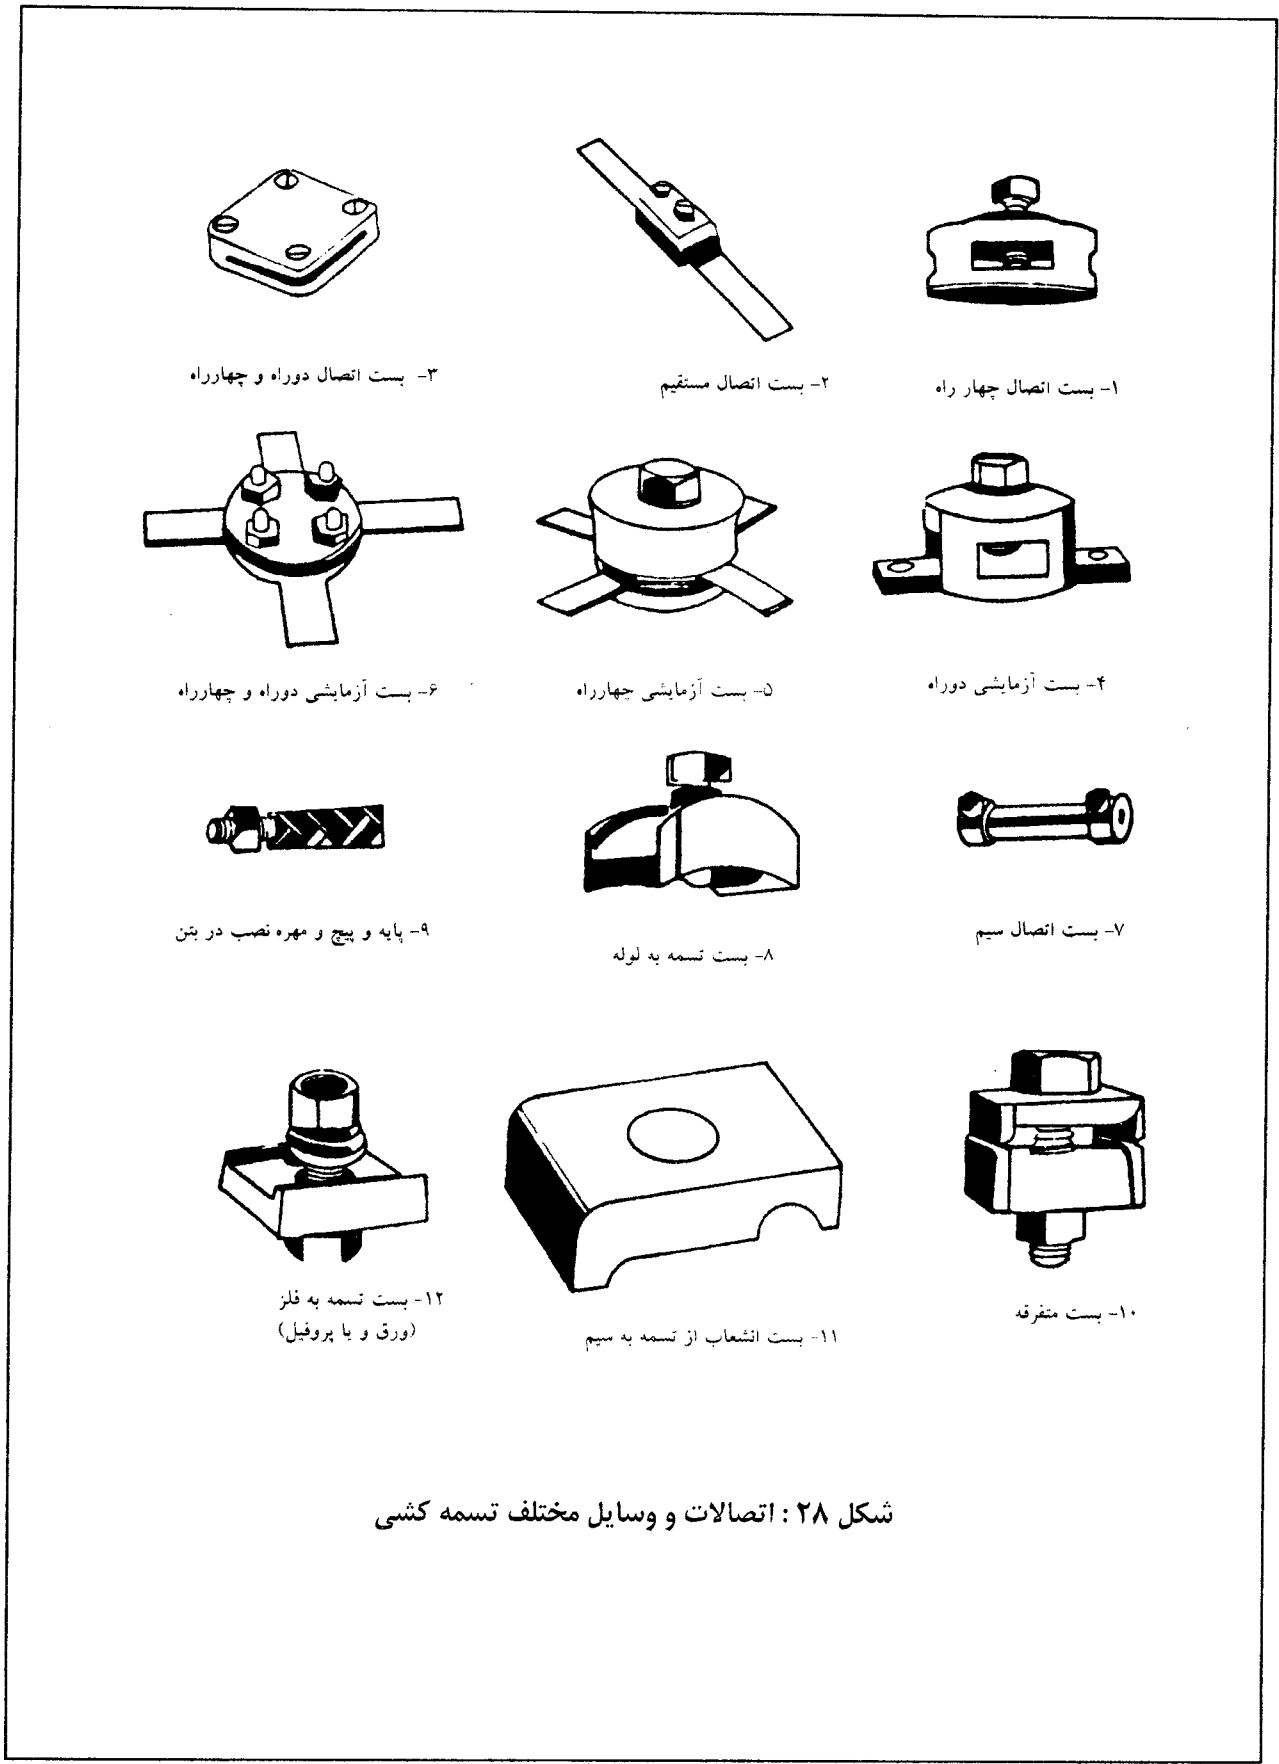 ۱- بست اتصال چهار راه
۲- بست اتصال مستقیم
۳- بست اتصال دوراه و چهارراه
۴- بست آزمایشی دوراه
۵- بست آزمایشی چهارراه
۶- بست آزمایشی دوراه و چهارراه
۷- بست اتصال سیم
۸- بست تسمه به لوله
۹- پایه و پیچ و مهره نصب در بتن
۱۰- بست متفرقه
۱۱- بست انشعاب از تسمه به سیم
۱۲- بست تسمه به فلز
(ورق و یا پروفیل)
شکل ۲۸ : اتصالات و وسایل مختلف تسمه کشی